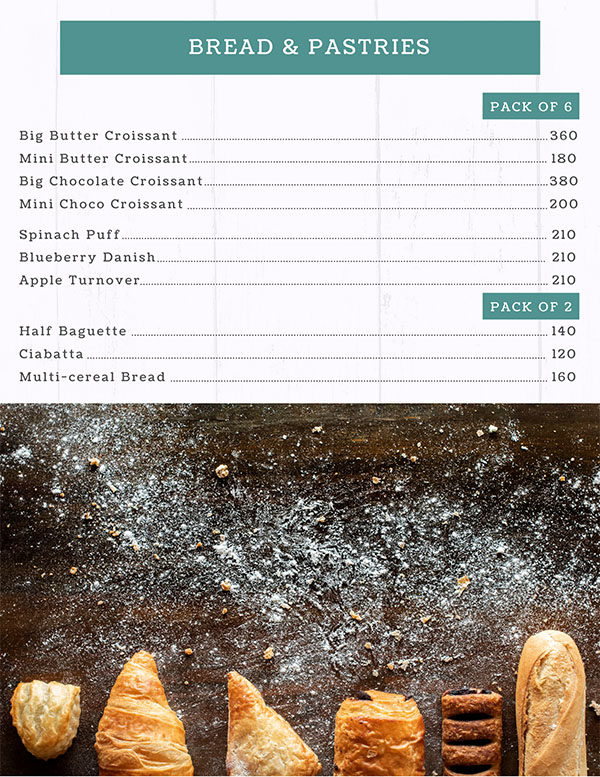 BREAD & PASTRIES
PACK OF 6
Big Butter Croissant 360
Mini Butter Croissant 180
Big Chocolate Croissant 380
Mini Choco Croissant 200
Spinach Puff 210
Blueberry Danish 210
Apple Turnover 210
PACK OF 2
Half Baguette 140
Ciabatta 120
Multi-cereal Bread 160